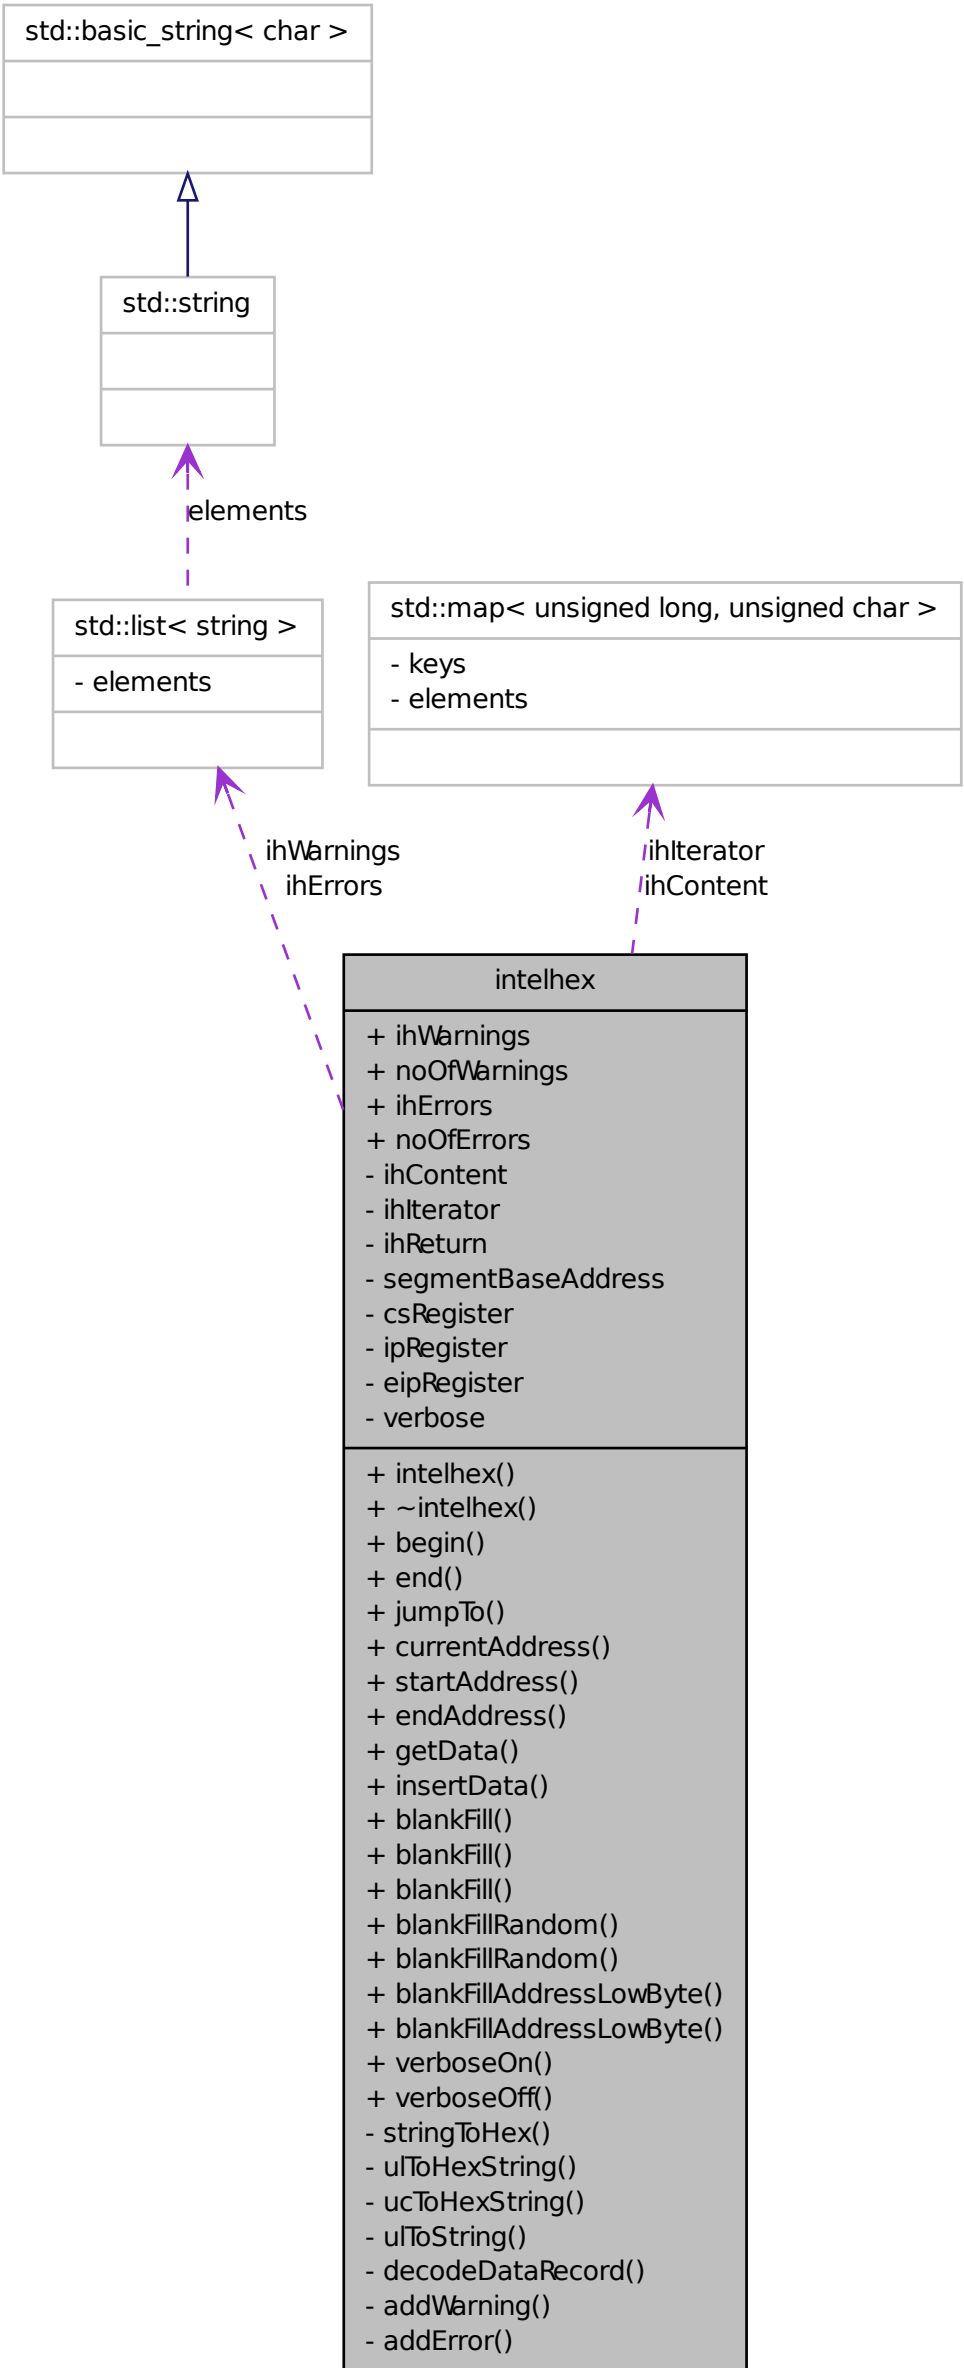 std::basic_string< char >
std::string
elements
std::list< string >
- elements
std::map< unsigned long, unsigned char >
- keys
- elements
ihWarnings
ihErrors
ihIterator
ihContent
intelhex
+ ihWarnings
+ noOfWarnings
+ ihErrors
+ noOfErrors
- ihContent
- ihIterator
- ihReturn
- segmentBaseAddress
- csRegister
- ipRegister
- eipRegister
- verbose
+ intelhex()
+ ~intelhex()
+ begin()
+ end()
+ jumpTo()
+ currentAddress()
+ startAddress()
+ endAddress()
+ getData()
+ insertData()
+ blankFill()
+ blankFill()
+ blankFill()
+ blankFillRandom()
+ blankFillRandom()
+ blankFillAddressLowByte()
+ blankFillAddressLowByte()
+ verboseOn()
+ verboseOff()
- stringToHex()
- ulToHexString()
- ucToHexString()
- ulToString()
- decodeDataRecord()
- addWarning()
- addError()